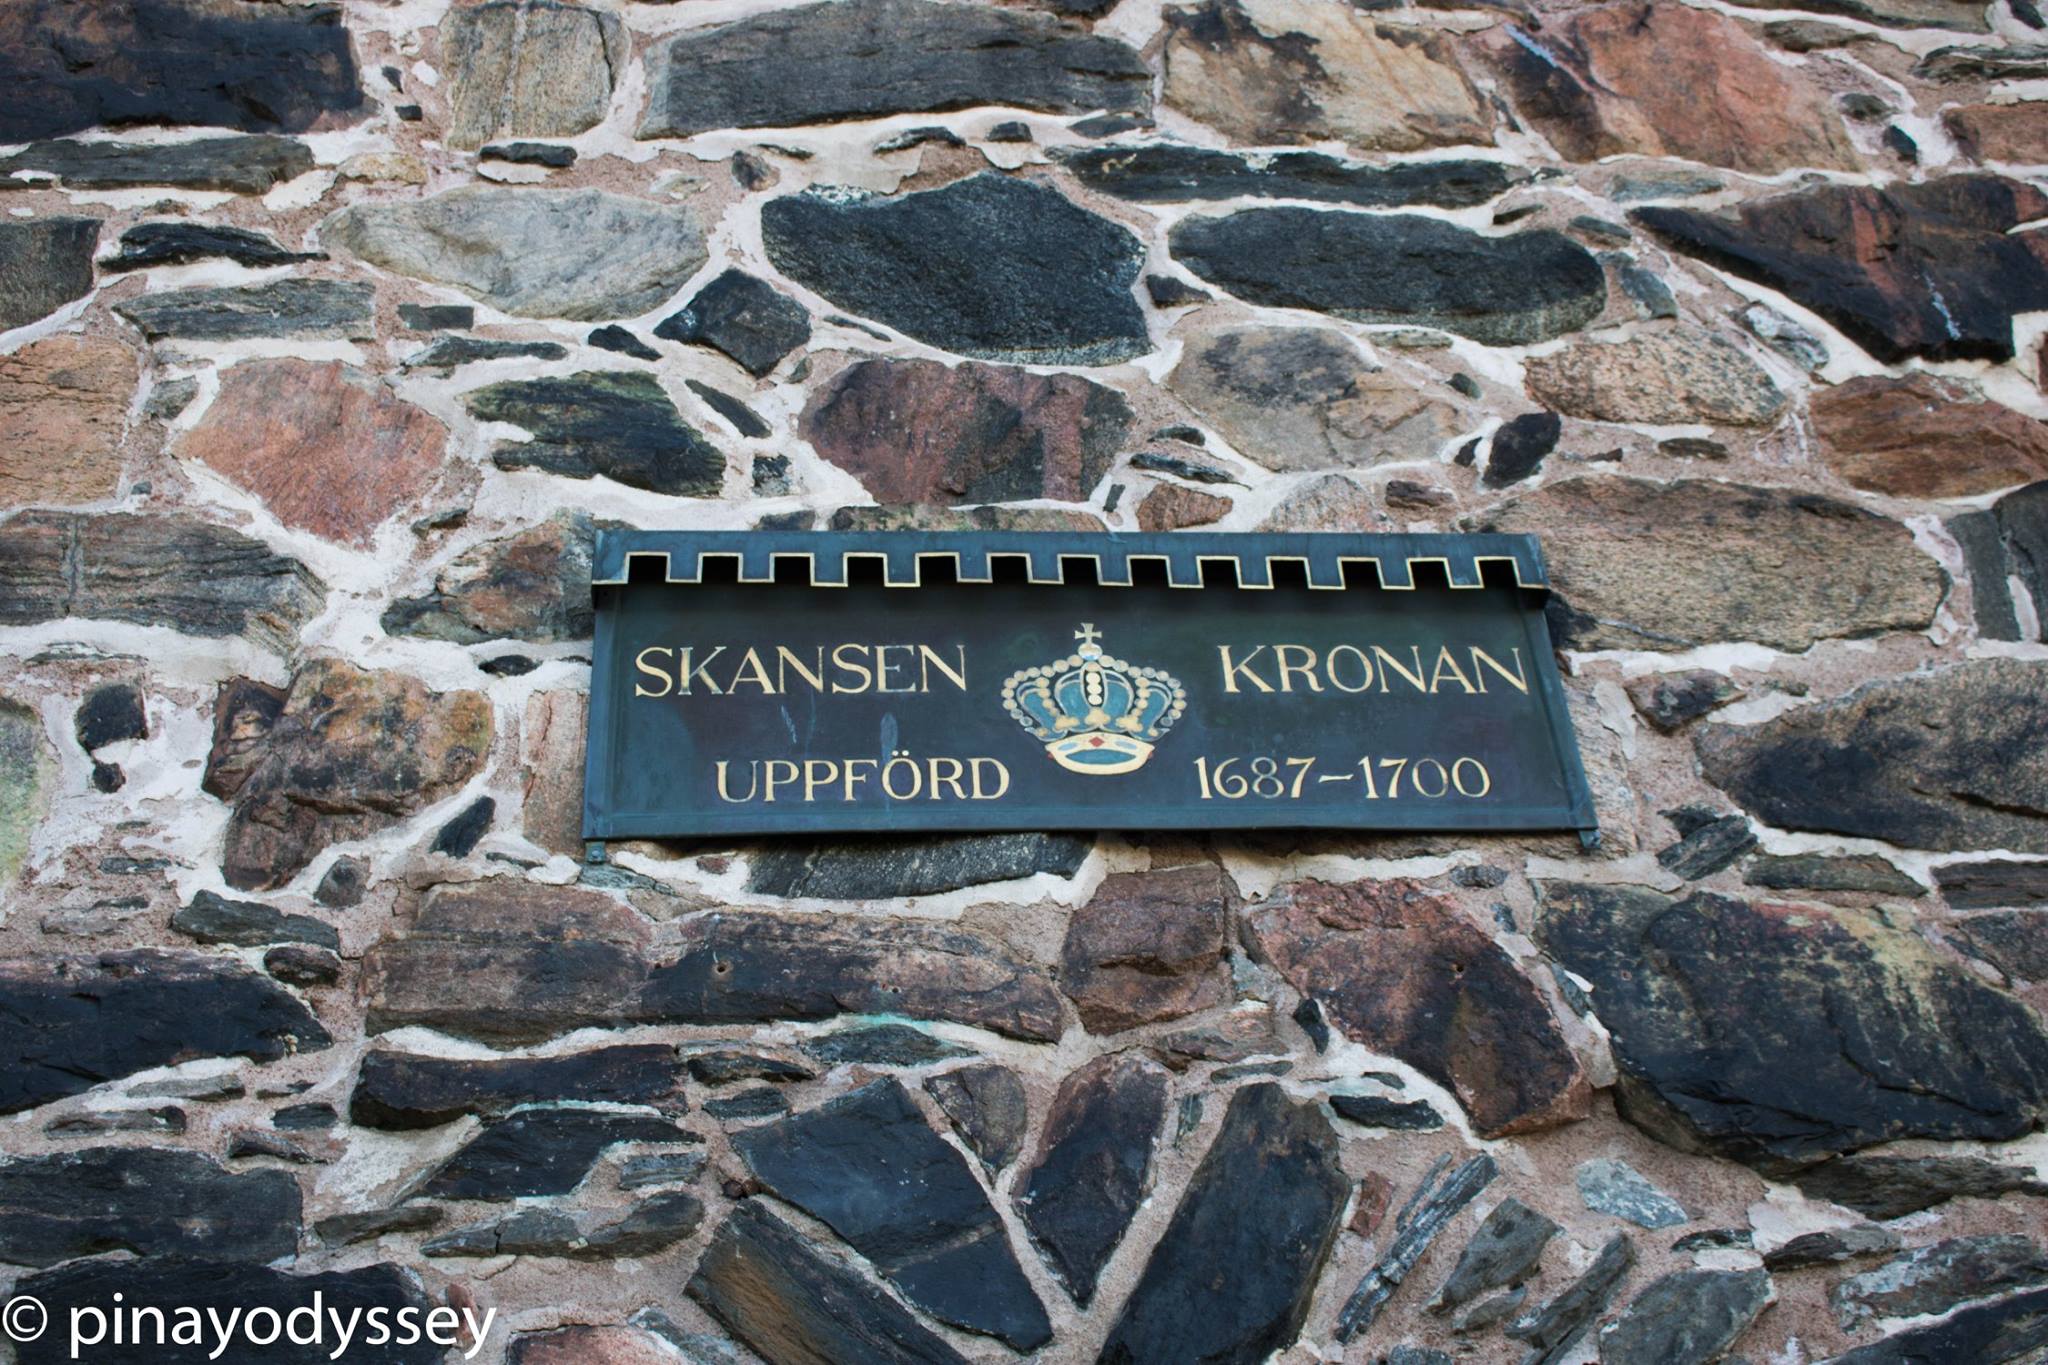 SKANSEN KRONAN
UPPFÖRD 1687-1700
© pinayodyssey